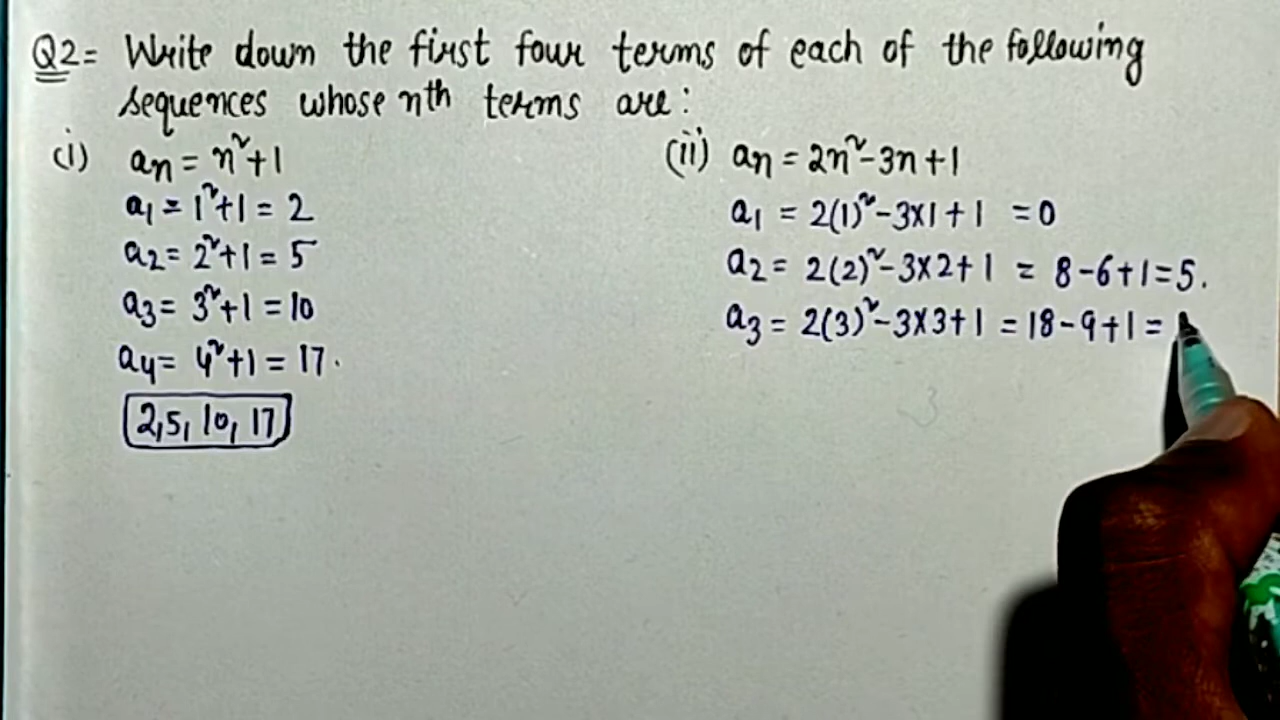 Q2= Write down the first four terms of each of the following
sequences whose nth terms are:
(i) an = n²+1
a1 = 1²+1 = 2
a2 = 2²+1 = 5
a3 = 3²+1 = 10
a4 = 4²+1 = 17.
2,5, 10, 17
(ii) an = 2n²-3n+1
a1 = 2(1)²-3x1+1 =0
a2 = 2(2)²-3x2+1 = 8-6+1=5.
a3 = 2(3)²-3x3+1 = 18-9+1=